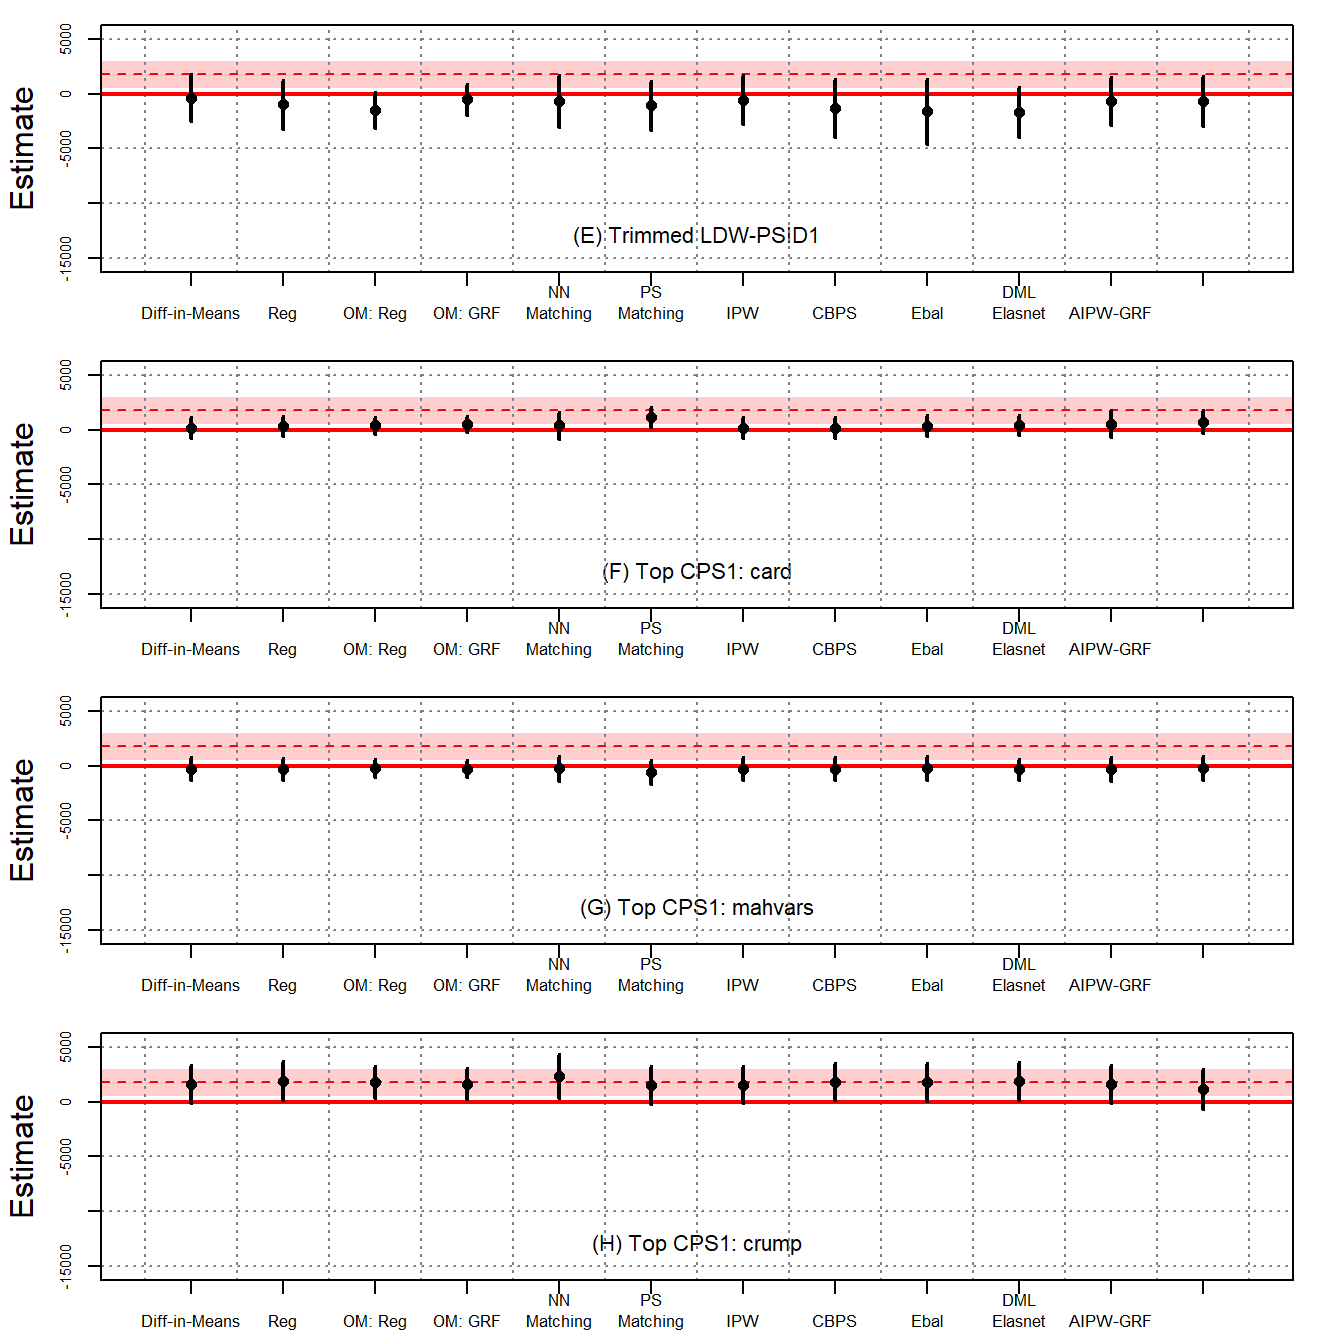 Estimate
5000
0
-5000
-15000
(E) Trimmed LDW-PSID1
Diff-in-Means Reg OM: Reg OM: GRF NN Matching PS Matching IPW CBPS Ebal DML Elasnet AIPW-GRF
Estimate
5000
0
-5000
-15000
(F) Top CPS1: card
Diff-in-Means Reg OM: Reg OM: GRF NN Matching PS Matching IPW CBPS Ebal DML Elasnet AIPW-GRF
Estimate
5000
0
-5000
-15000
(G) Top CPS1: mahvars
Diff-in-Means Reg OM: Reg OM: GRF NN Matching PS Matching IPW CBPS Ebal DML Elasnet AIPW-GRF
Estimate
5000
0
-5000
-15000
(H) Top CPS1: crump
Diff-in-Means Reg OM: Reg OM: GRF NN Matching PS Matching IPW CBPS Ebal DML Elasnet AIPW-GRF